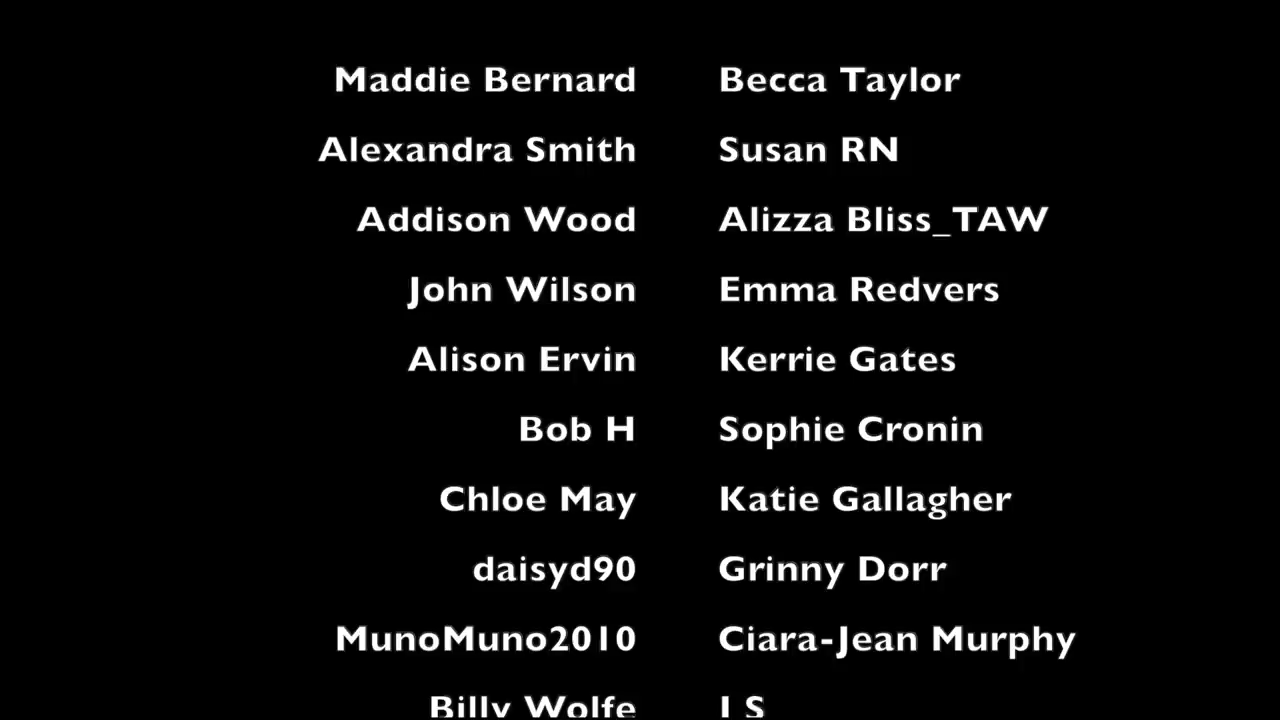 Maddie Bernard Becca Taylor
Alexandra Smith Susan RN
Addison Wood Alizza Bliss_TAW
John Wilson Emma Redvers
Alison Ervin Kerrie Gates
Bob H Sophie Cronin
Chloe May Katie Gallagher
daisyd90 Grinny Dorr
MunoMuno2010 Ciara-Jean Murphy
Billy Wolfe